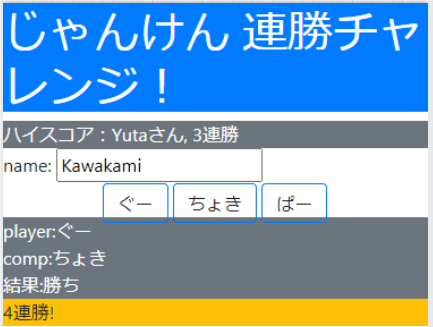 じゃんけん 連勝チャ
レンジ！
ハイスコア：Yutaさん, 3連勝
name: Kawakami
ぐー ちょき ぱー
player:ぐー
comp:ちょき
結果:勝ち
4連勝!